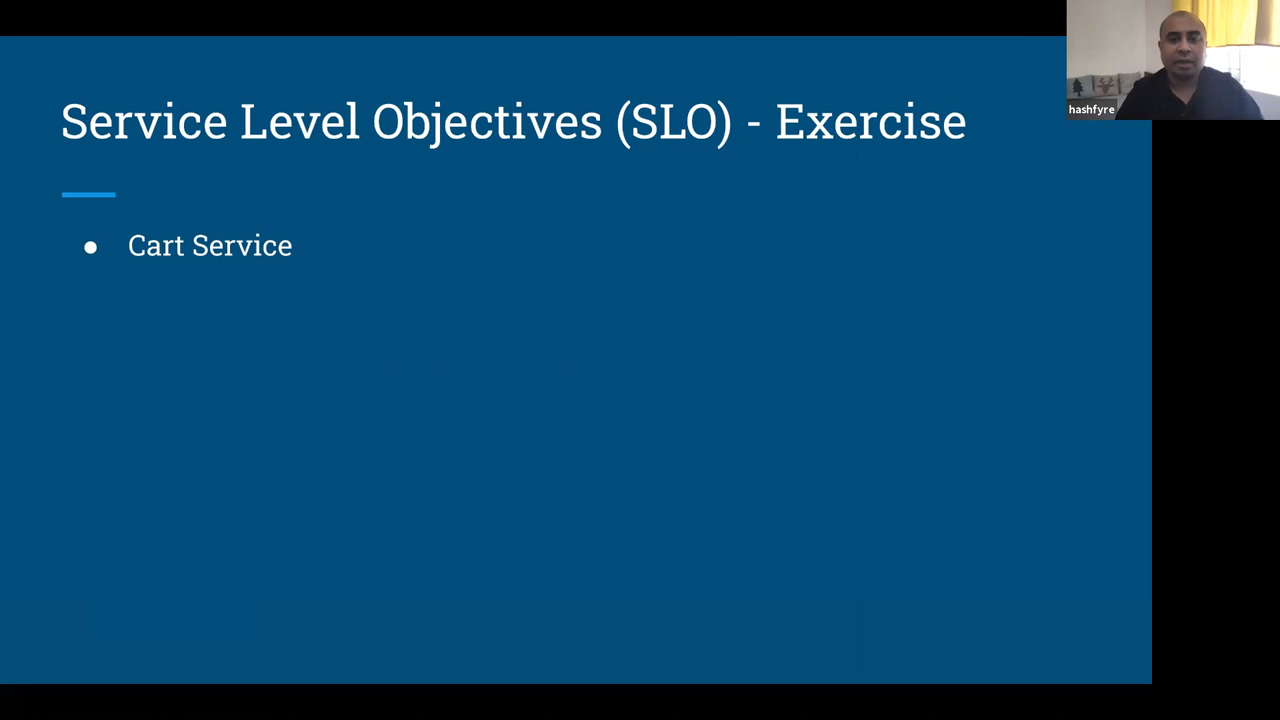 Service Level Objectives (SLO) - Exercise
● Cart Service
hashfyre